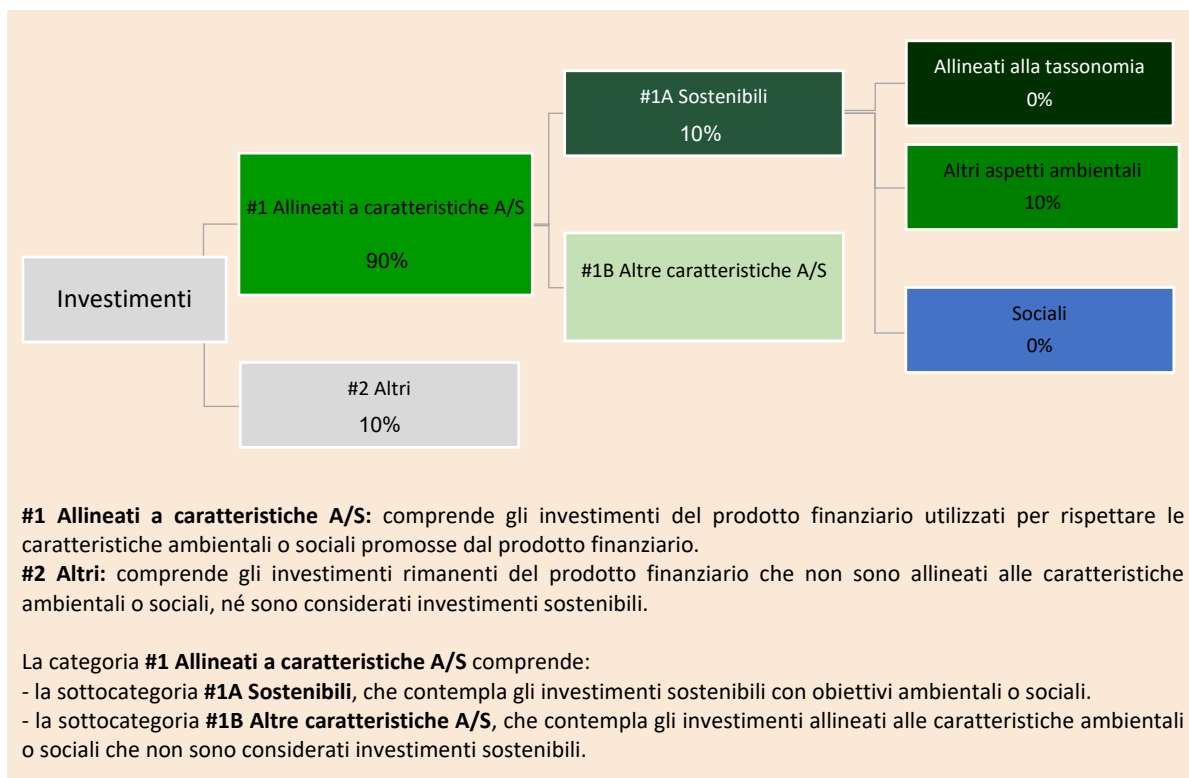 Investimenti
#1 Allineati a caratteristiche A/S
90%
#2 Altri
10%
#1A Sostenibili
10%
#1B Altre caratteristiche A/S
Allineati alla tassonomia
0%
Altri aspetti ambientali
10%
Sociali
0%
#1 Allineati a caratteristiche A/S: comprende gli investimenti del prodotto finanziario utilizzati per rispettare le
caratteristiche ambientali o sociali promosse dal prodotto finanziario.
#2 Altri: comprende gli investimenti rimanenti del prodotto finanziario che non sono allineati alle caratteristiche
ambientali o sociali, né sono considerati investimenti sostenibili.
La categoria #1 Allineati a caratteristiche A/S comprende:
- la sottocategoria #1A Sostenibili, che contempla gli investimenti sostenibili con obiettivi ambientali o sociali.
- la sottocategoria #1B Altre caratteristiche A/S, che contempla gli investimenti allineati alle caratteristiche ambientali
o sociali che non sono considerati investimenti sostenibili.